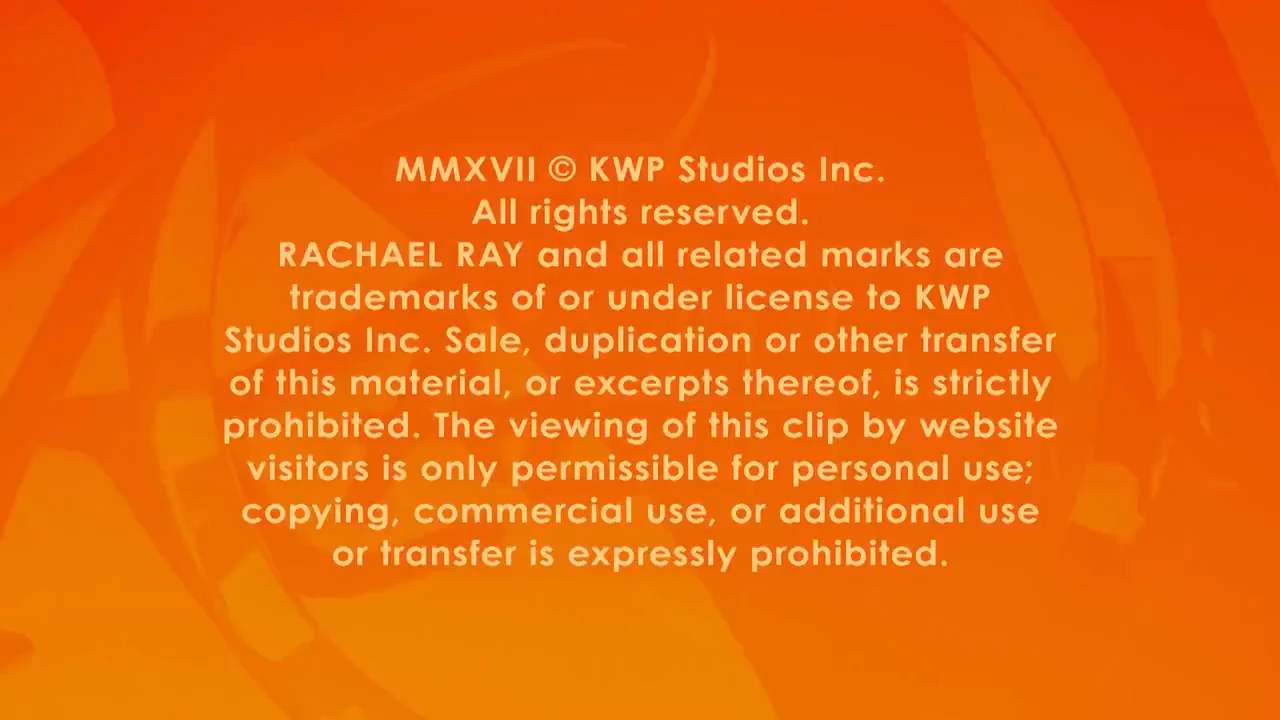 MMXVII © KWP Studios Inc.
All rights reserved.
RACHAEL RAY and all related marks are
trademarks of or under license to KWP
Studios Inc. Sale, duplication or other transfer
of this material, or excerpts thereof, is strictly
prohibited. The viewing of this clip by website
visitors is only permissible for personal use;
copying, commercial use, or additional use
or transfer is expressly prohibited.